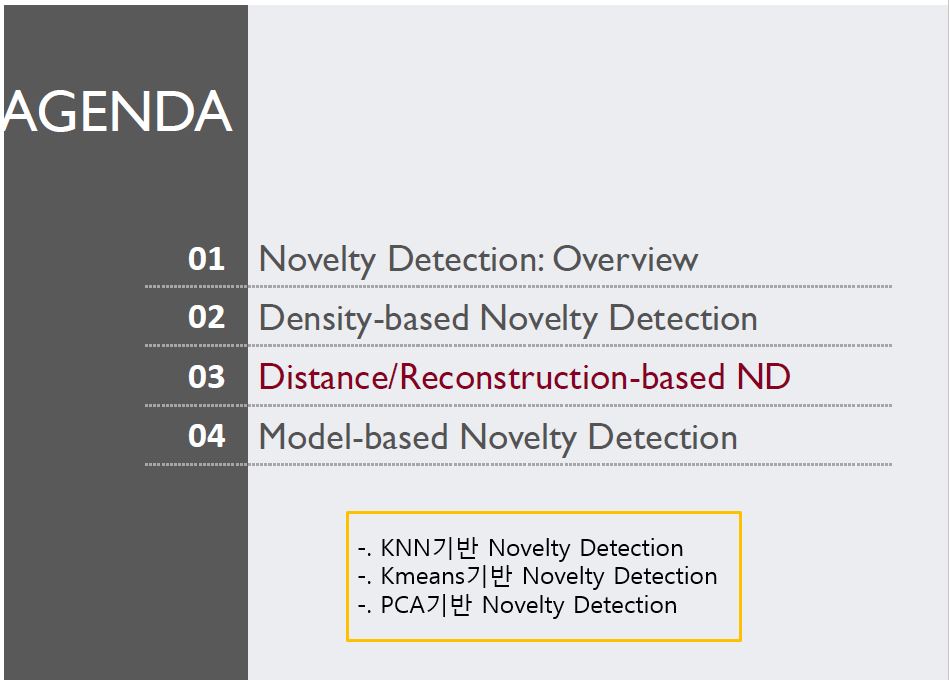 AGENDA
01 Novelty Detection: Overview
02 Density-based Novelty Detection
03 Distance/Reconstruction-based ND
04 Model-based Novelty Detection
-. KNN기반 Novelty Detection
-. Kmeans기반 Novelty Detection
-. PCA기반 Novelty Detection